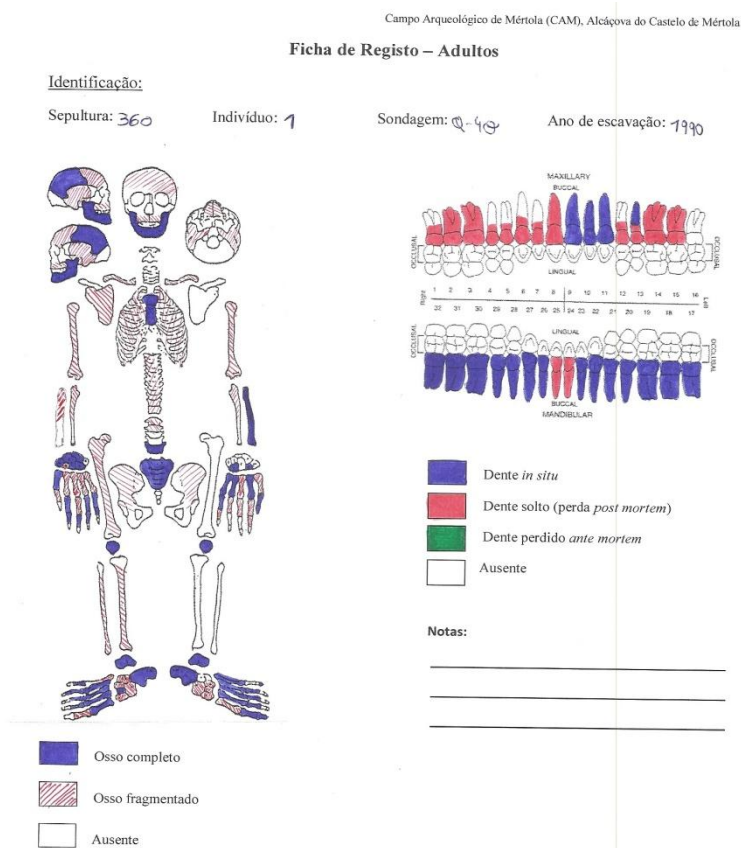 Campo Arqueológico de Mértola (CAM), Alcáçova do Castelo de Mértola
Ficha de Registo – Adultos
Identificação:
Sepultura: 360 Indivíduo: 1 Sondagem: Ano de escavação: 1990
MAXILLARY
BUCCAL
OCCLUSAL OCCLUSAL
LINGUAL
Right 1 2 3 4 5 6 7 8 9 10 11 12 13 14 15 16 Left
32 31 30 29 28 27 26 25 24 23 22 21 20 19 18 17
LINGUAL
OCCLUSAL OCCLUSAL
BUCCAL
MANDIBULAR
Dente in situ
Dente solto (perda post mortem)
Dente perdido ante mortem
Ausente
Notas:
Osso completo
Osso fragmentado
Ausente